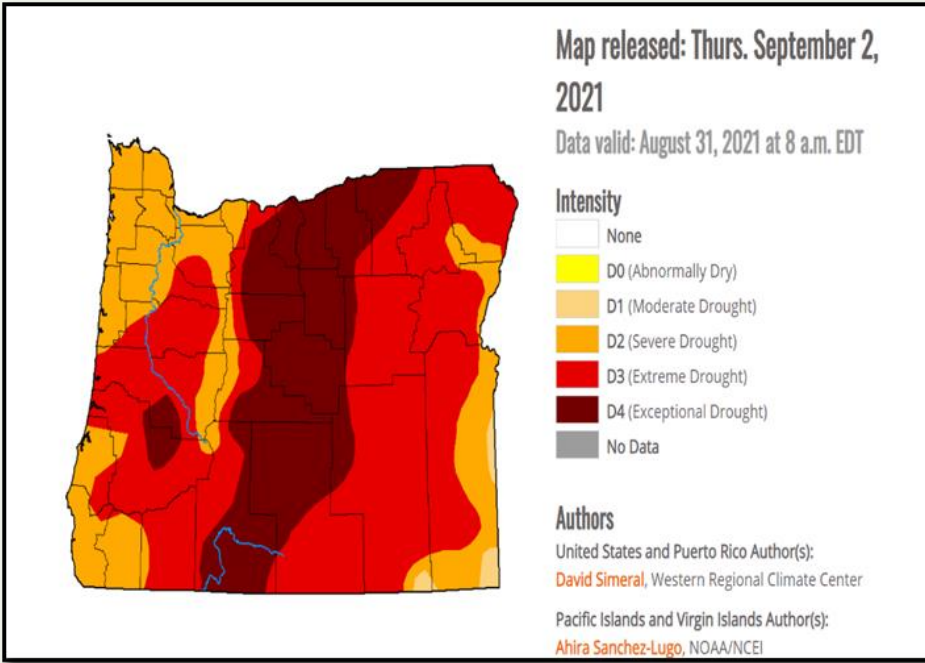 Map released: Thurs. September 2,
2021
Data valid: August 31, 2021 at 8 a.m. EDT
Intensity
None
D0 (Abnormally Dry)
D1 (Moderate Drought)
D2 (Severe Drought)
D3 (Extreme Drought)
D4 (Exceptional Drought)
No Data
Authors
United States and Puerto Rico Author(s):
David Simeral, Western Regional Climate Center
Pacific Islands and Virgin Islands Author(s):
Ahira Sanchez-Lugo, NOAA/NCEI